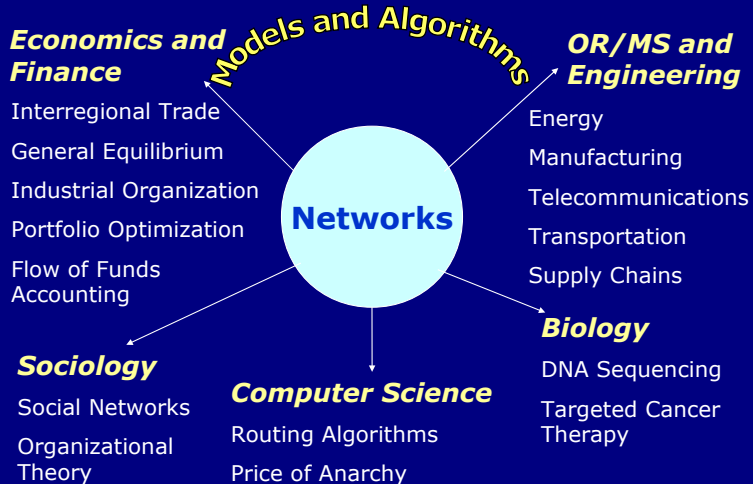 Models and Algorithms
Economics and
Finance
Interregional Trade
General Equilibrium
Industrial Organization
Portfolio Optimization
Flow of Funds
Accounting
OR/MS and
Engineering
Energy
Manufacturing
Telecommunications
Transportation
Supply Chains
Networks
Sociology
Social Networks
Organizational
Theory
Computer Science
Routing Algorithms
Price of Anarchy
Biology
DNA Sequencing
Targeted Cancer
Therapy